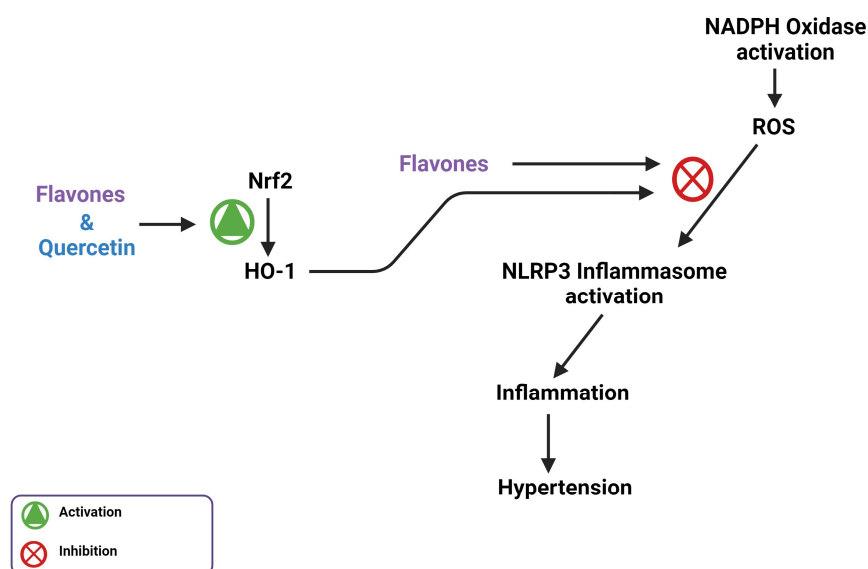 NADPH Oxidase
activation
ROS
Flavones
Nrf2
Flavones
&
Quercetin
HO-1
NLRP3 Inflammasome
activation
Inflammation
Hypertension
Activation
Inhibition